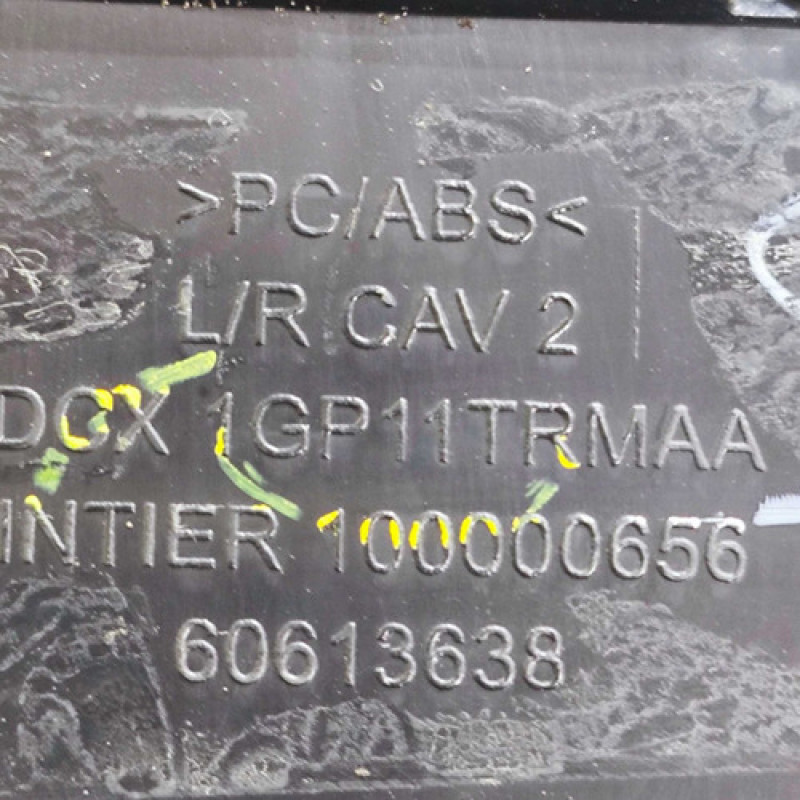 >PC/ABS<
L/R CAV 2
DCX 1GP11TRMAA
INTIER 100000656
60613638